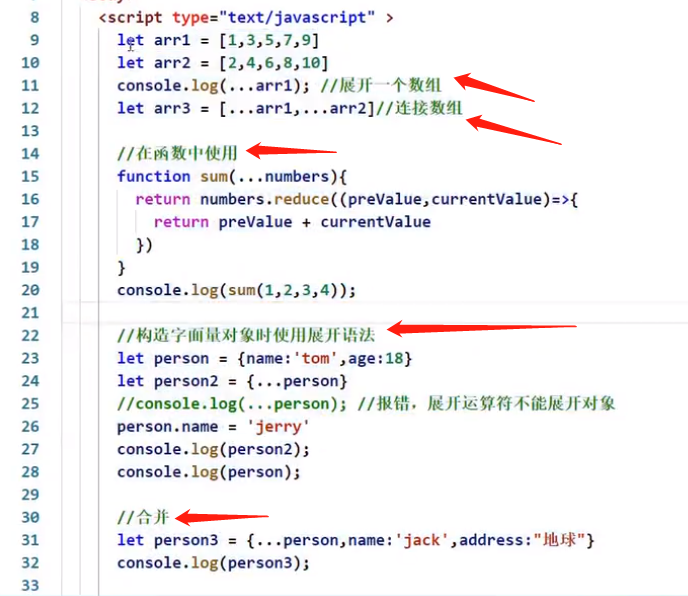 8 <script type="text/javascript" >
9 let arr1 = [1,3,5,7,9]
10 let arr2 = [2,4,6,8,10]
11 console.log(...arr1); //展开一个数组
12 let arr3 = [...arr1,...arr2]//连接数组
13
14 //在函数中使用
15 function sum(...numbers){
16 return numbers.reduce((preValue,currentValue)=>{
17 return preValue + currentValue
18 })
19 }
20 console.log(sum(1,2,3,4));
21
22 //构造字面量对象时使用展开语法
23 let person = {name:'tom',age:18}
24 let person2 = {...person}
25 //console.log(...person); //报错，展开运算符不能展开对象
26 person.name = 'jerry'
27 console.log(person2);
28 console.log(person);
29
30 //合并
31 let person3 = {...person,name:'jack',address:"地球"}
32 console.log(person3);
33